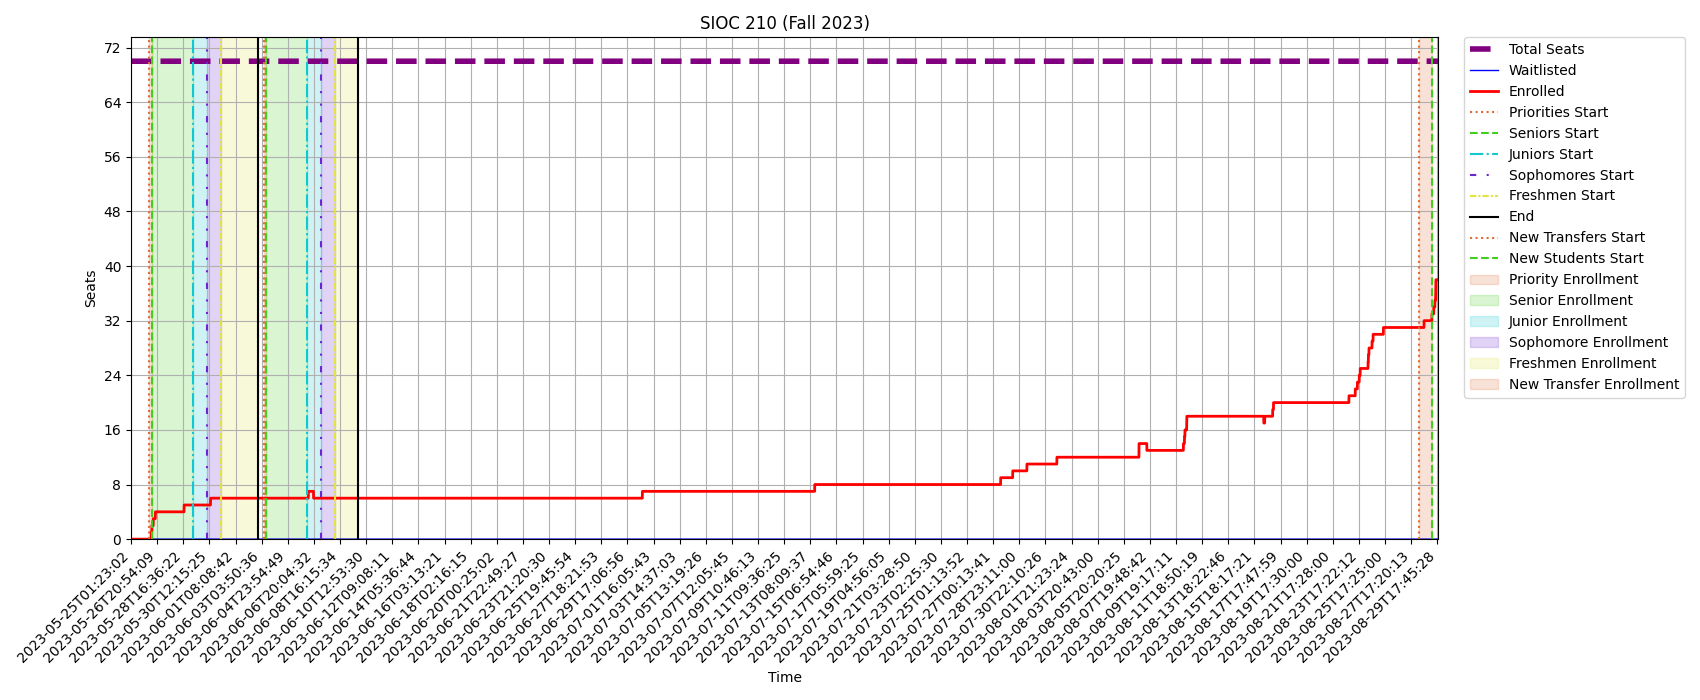 SIOC 210 (Fall 2023)
72
64
56
48
40
32
24
16
8
0
Seats
2023-05-25T01:23:02
2023-05-26T20:54:09
2023-05-28T16:36:22
2023-05-30T12:15:25
2023-06-01T08:08:42
2023-06-03T03:50:36
2023-06-04T23:54:49
2023-06-06T20:04:32
2023-06-08T16:15:34
2023-06-10T12:53:30
2023-06-12T09:08:11
2023-06-14T05:36:44
2023-06-16T03:13:21
2023-06-18T02:16:15
2023-06-20T00:25:02
2023-06-21T22:49:27
2023-06-23T21:20:30
2023-06-25T19:45:54
2023-06-27T18:21:53
2023-06-29T17:06:56
2023-07-01T16:05:43
2023-07-03T14:37:03
2023-07-05T13:19:26
2023-07-07T12:05:45
2023-07-09T10:46:13
2023-07-11T09:36:25
2023-07-13T08:09:37
2023-07-15T06:54:46
2023-07-17T05:59:25
2023-07-19T04:56:05
2023-07-21T03:28:50
2023-07-23T02:25:30
2023-07-25T01:13:52
2023-07-27T00:13:41
2023-07-28T23:11:00
2023-07-30T22:10:26
2023-08-01T21:23:24
2023-08-03T20:43:00
2023-08-05T20:20:25
2023-08-07T19:48:42
2023-08-09T19:17:11
2023-08-11T18:50:19
2023-08-13T18:22:46
2023-08-15T18:17:21
2023-08-17T17:47:59
2023-08-19T17:30:00
2023-08-21T17:28:00
2023-08-23T17:22:12
2023-08-25T17:25:00
2023-08-27T17:20:13
2023-08-29T17:45:28
Time
Total Seats
Waitlisted
Enrolled
Priorities Start
Seniors Start
Juniors Start
Sophomores Start
Freshmen Start
End
New Transfers Start
New Students Start
Priority Enrollment
Senior Enrollment
Junior Enrollment
Sophomore Enrollment
Freshmen Enrollment
New Transfer Enrollment